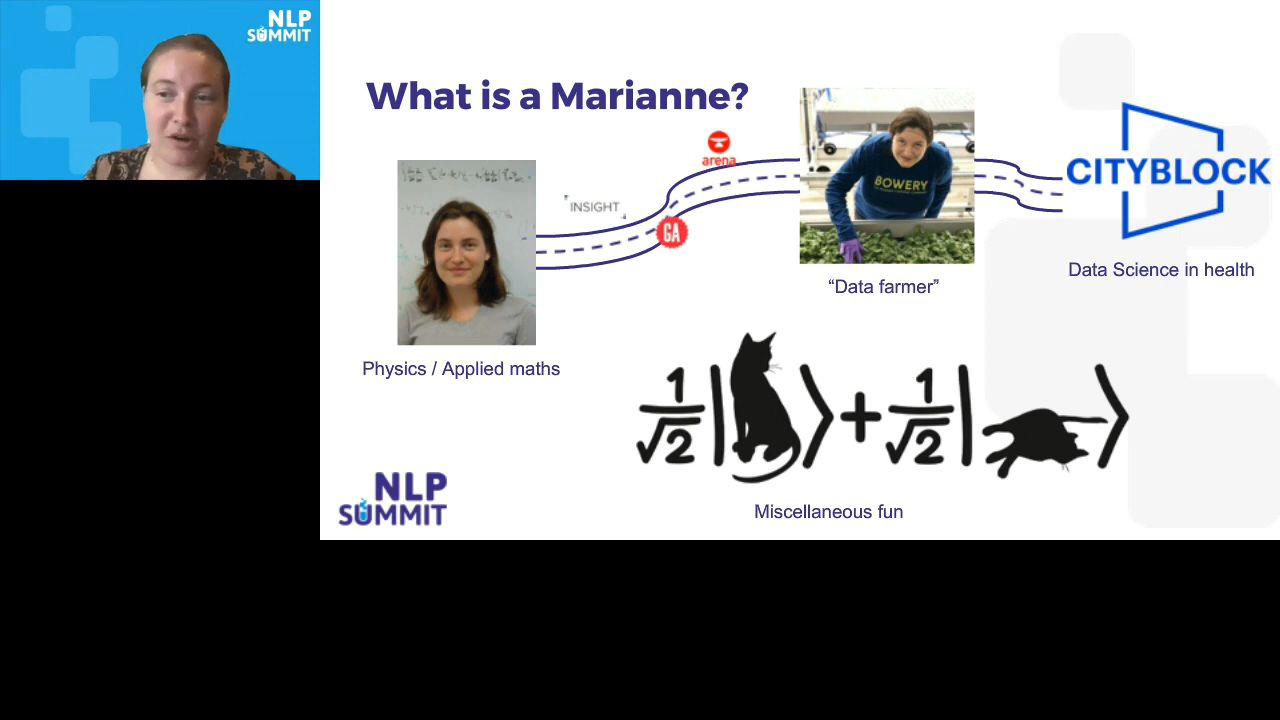 NLP
SUMMIT
What is a Marianne?
arena
INSIGHT
GA
BOWERY
CITYBLOCK
Data Science in health
"Data farmer"
Physics / Applied maths
1/√2 | ⟩ + 1/√2 | ⟩
Miscellaneous fun
NLP
SUMMIT